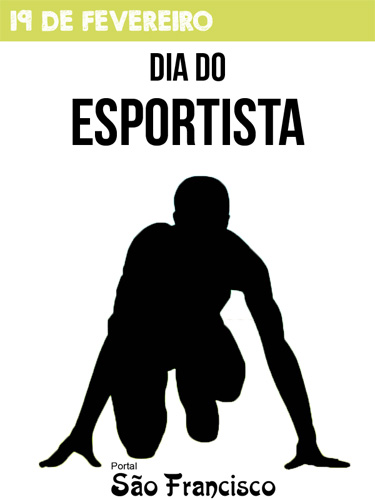 19 DE FEVEREIRO
DIA DO
ESPORTISTA
Portal
São Francisco